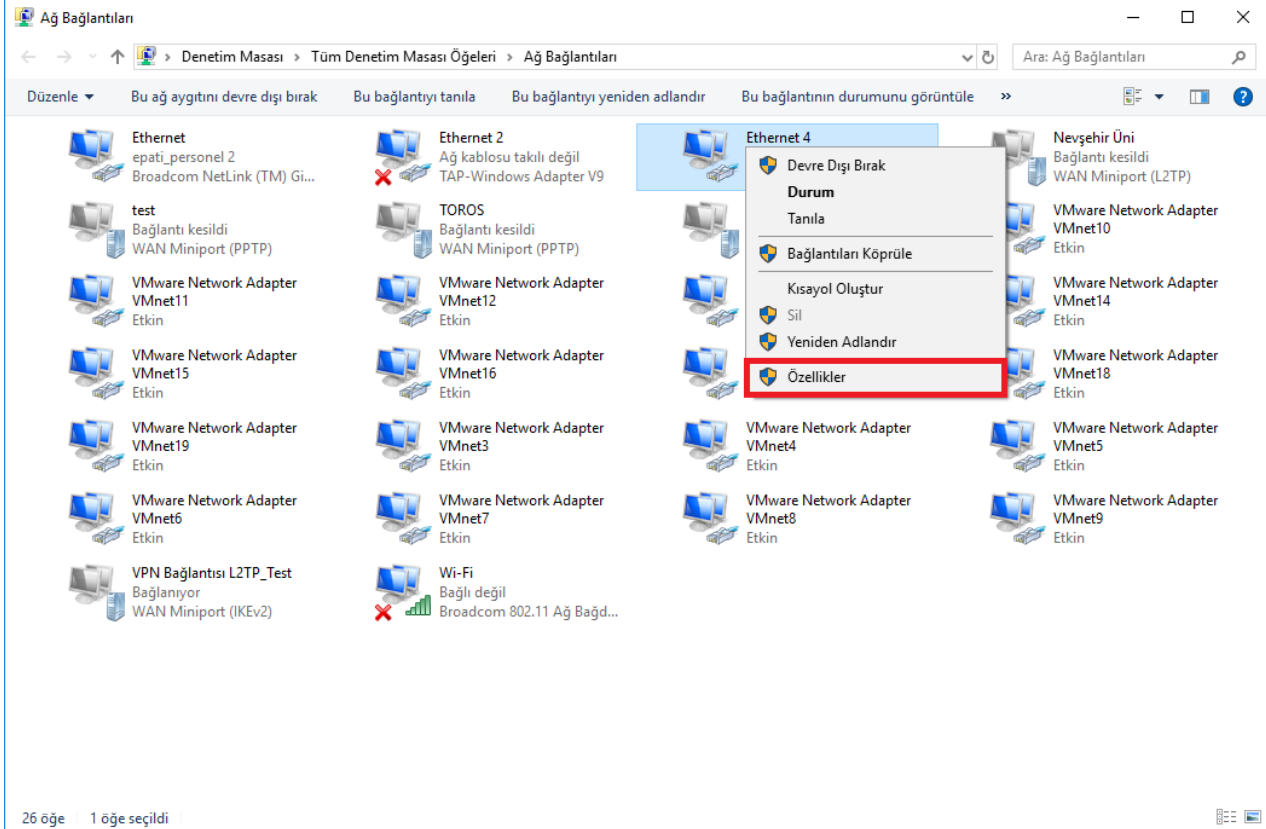 Ağ Bağlantıları
Denetim Masası > Tüm Denetim Masası Öğeleri > Ağ Bağlantıları
Ara: Ağ Bağlantıları
Düzenle
Bu ağ aygıtını devre dışı bırak
Bu bağlantıyı tanıla
Bu bağlantıyı yeniden adlandır
Bu bağlantının durumunu görüntüle
»
Ethernet
epati_personel 2
Broadcom NetLink (TM) Gi...
Ethernet 2
Ağ kablosu takılı değil
TAP-Windows Adapter V9
Ethernet 4
Nevşehir Üni
Bağlantı kesildi
WAN Miniport (L2TP)
Devre Dışı Bırak
Durum
Tanıla
Bağlantıları Köprüle
Kısayol Oluştur
Sil
Yeniden Adlandır
Özellikler
test
Bağlantı kesildi
WAN Miniport (PPTP)
TOROS
Bağlantı kesildi
WAN Miniport (PPTP)
VMware Network Adapter
VMnet10
Etkin
VMware Network Adapter
VMnet11
Etkin
VMware Network Adapter
VMnet12
Etkin
VMware Network Adapter
VMnet14
Etkin
VMware Network Adapter
VMnet15
Etkin
VMware Network Adapter
VMnet16
Etkin
VMware Network Adapter
VMnet18
Etkin
VMware Network Adapter
VMnet19
Etkin
VMware Network Adapter
VMnet3
Etkin
VMware Network Adapter
VMnet4
Etkin
VMware Network Adapter
VMnet5
Etkin
VMware Network Adapter
VMnet6
Etkin
VMware Network Adapter
VMnet7
Etkin
VMware Network Adapter
VMnet8
Etkin
VMware Network Adapter
VMnet9
Etkin
VPN Bağlantısı L2TP_Test
Bağlanıyor
WAN Miniport (IKEv2)
Wi-Fi
Bağlı değil
Broadcom 802.11 Ağ Bağd...
26 öğe
1 öğe seçildi